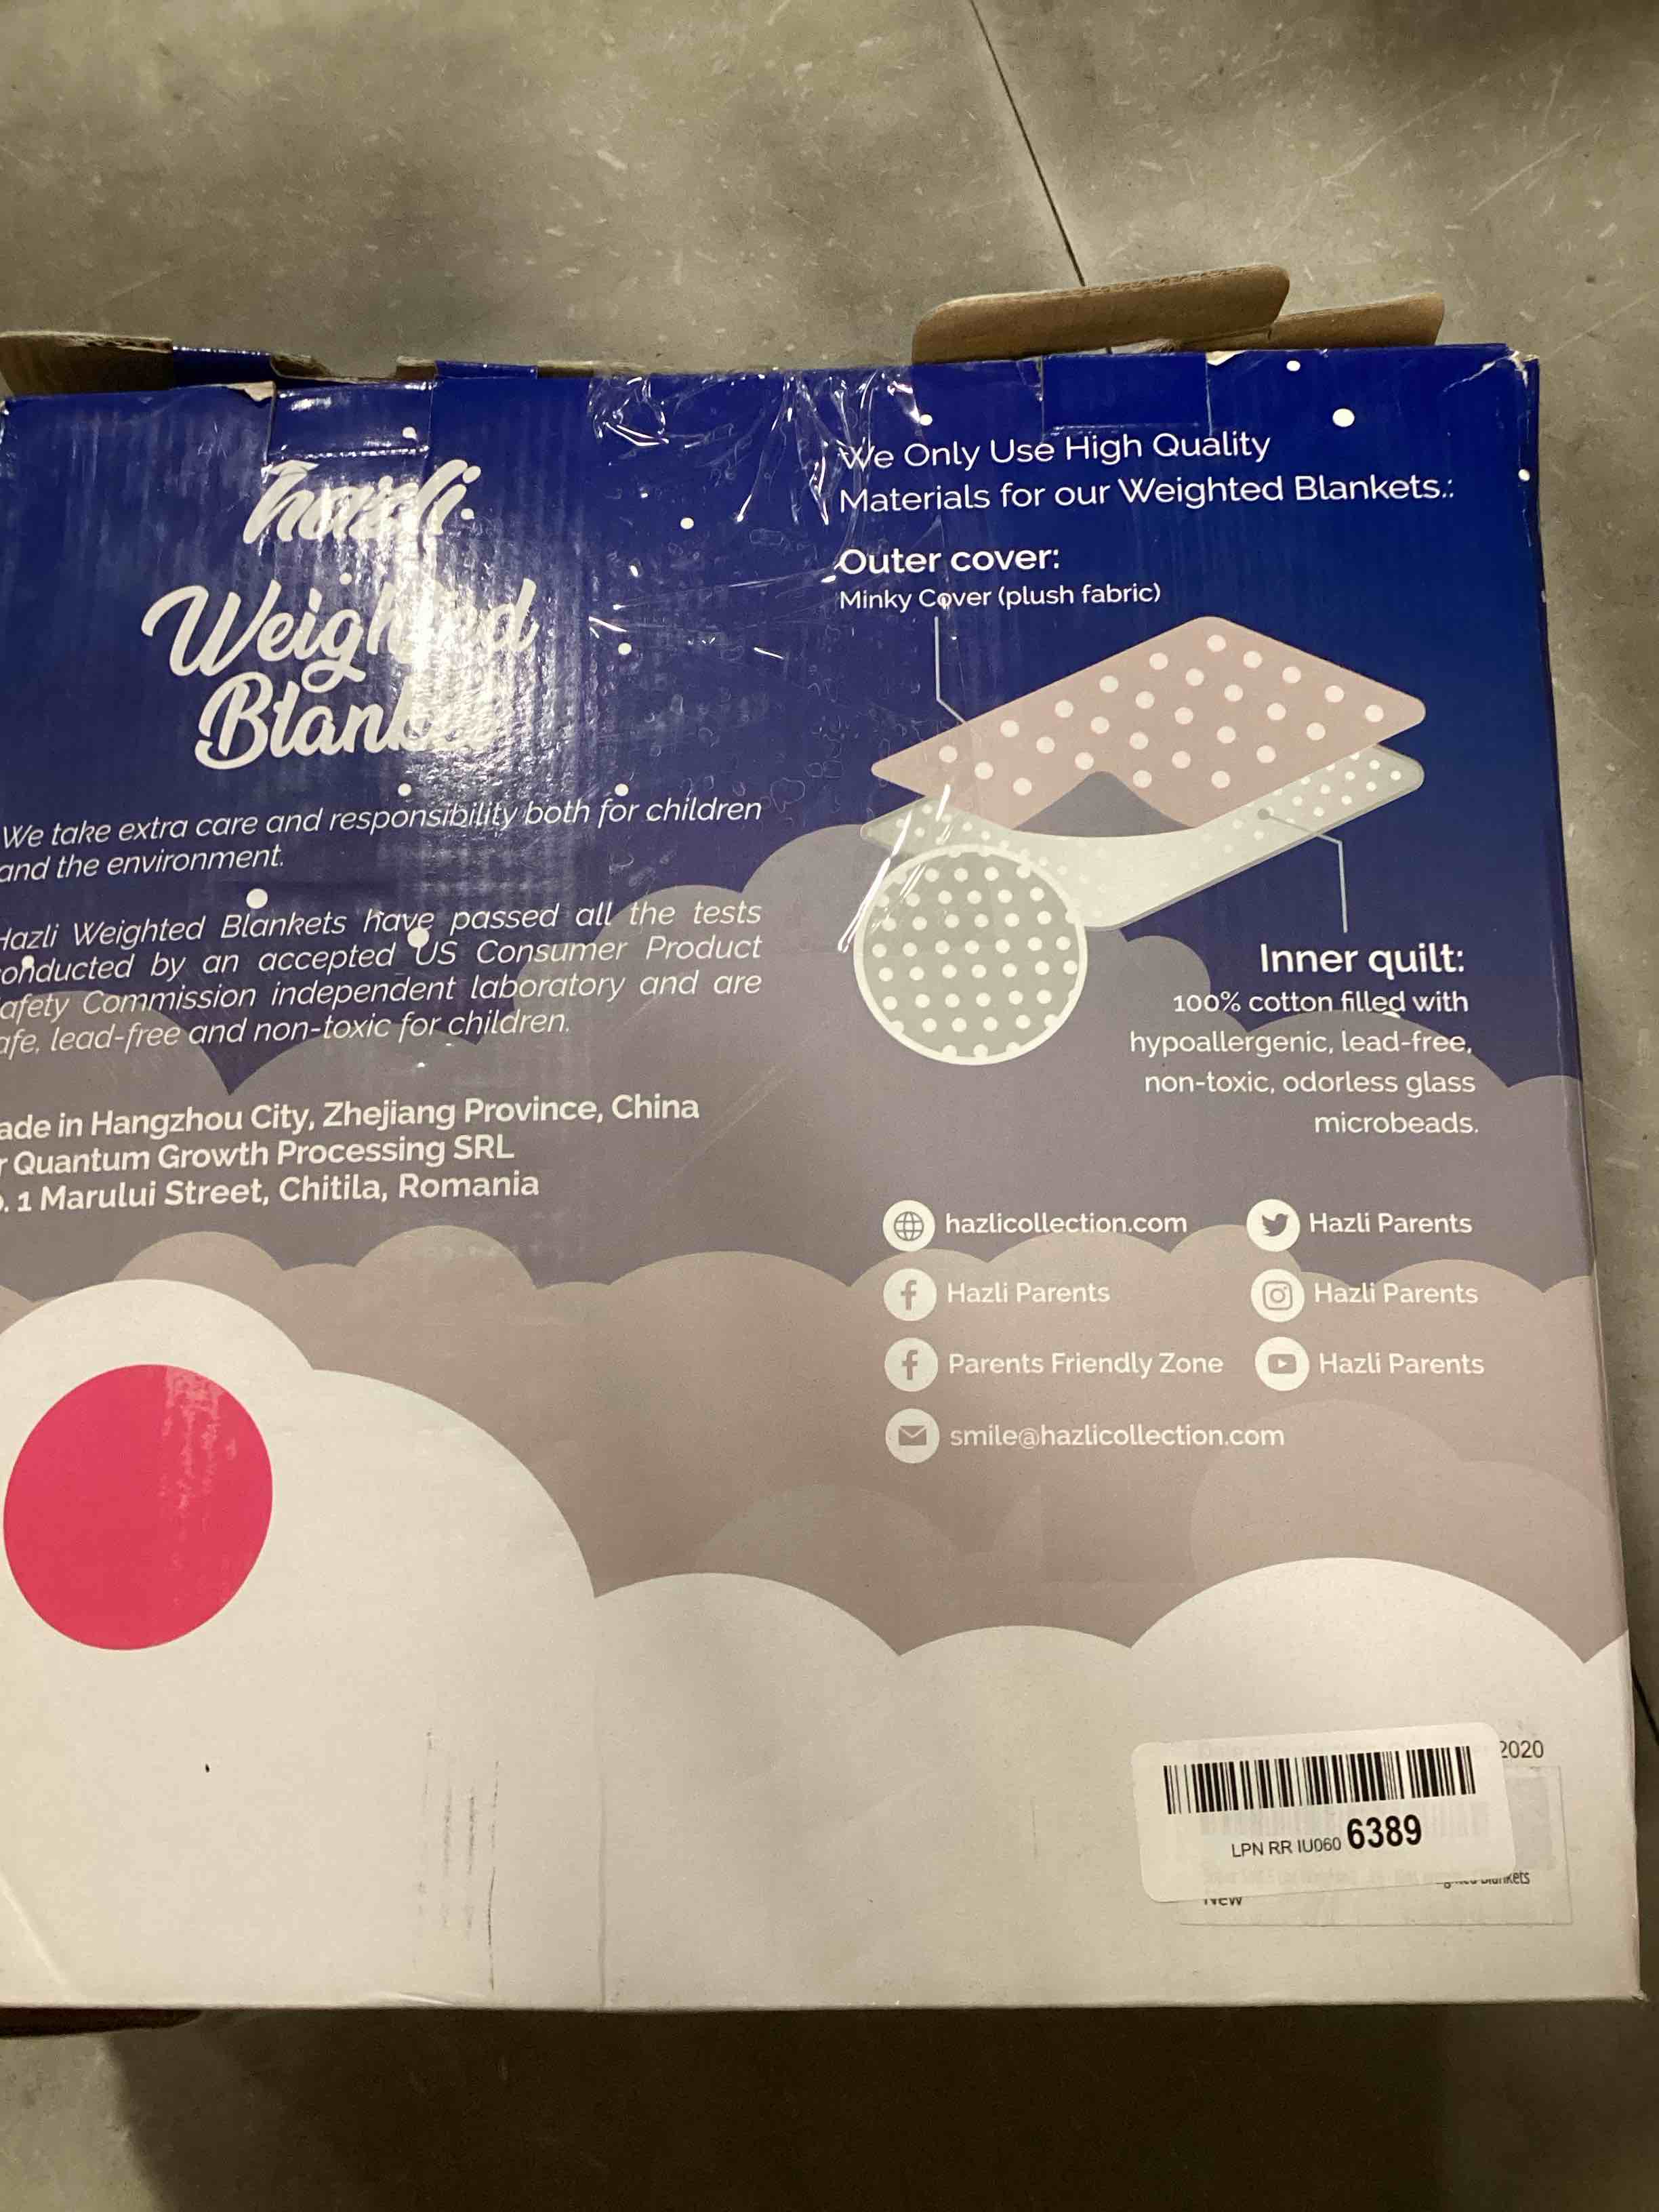 hazli.
Weighted
Blanket
We take extra care and responsibility both for children
and the environment.
Hazli Weighted Blankets have passed all the tests
conducted by an accepted US Consumer Product
afety Commission independent laboratory and are
afe, lead-free and non-toxic for children.
ade in Hangzhou City, Zhejiang Province, China
r Quantum Growth Processing SRL
. 1 Marului Street, Chitila, Romania
We Only Use High Quality
Materials for our Weighted Blankets.:
Outer cover:
Minky Cover (plush fabric)
Inner quilt:
100% cotton filled with
hypoallergenic, lead-free,
non-toxic, odorless glass
microbeads.
hazlicollection.com
Hazli Parents
Hazli Parents
Hazli Parents
Parents Friendly Zone
Hazli Parents
smile@hazlicollection.com
2020
LPN RR IU060 6389
New